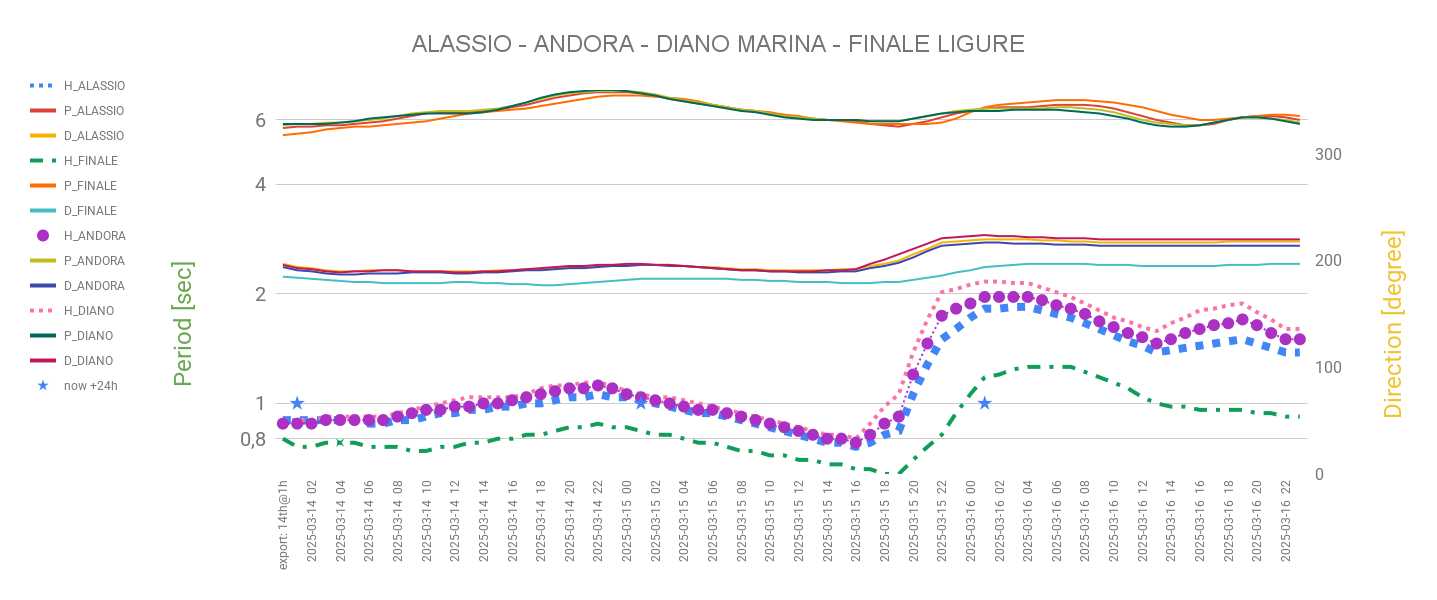 ALASSIO - ANDORA - DIANO MARINA - FINALE LIGURE
H_ALASSIO
P_ALASSIO
D_ALASSIO
H_FINALE
P_FINALE
D_FINALE
H_ANDORA
P_ANDORA
D_ANDORA
H_DIANO
P_DIANO
D_DIANO
now +24h
Period [sec]
6
4
2
1
0,8
300
200
100
0
Direction [degree]
export: 14th@1h
2025-03-14 02
2025-03-14 04
2025-03-14 06
2025-03-14 08
2025-03-14 10
2025-03-14 12
2025-03-14 14
2025-03-14 16
2025-03-14 18
2025-03-14 20
2025-03-14 22
2025-03-15 00
2025-03-15 02
2025-03-15 04
2025-03-15 06
2025-03-15 08
2025-03-15 10
2025-03-15 12
2025-03-15 14
2025-03-15 16
2025-03-15 18
2025-03-15 20
2025-03-15 22
2025-03-16 00
2025-03-16 02
2025-03-16 04
2025-03-16 06
2025-03-16 08
2025-03-16 10
2025-03-16 12
2025-03-16 14
2025-03-16 16
2025-03-16 18
2025-03-16 20
2025-03-16 22